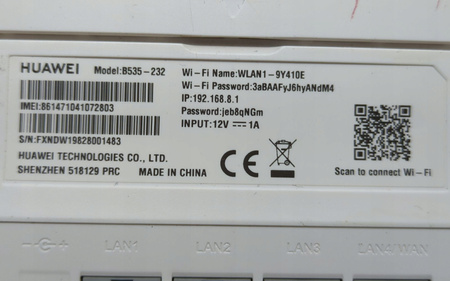 HUAWEI Model:B535-232
IMEI:861471041072803
S/N:FXNDW19828001483
HUAWEI TECHNOLOGIES CO., LTD.
SHENZHEN 518129 PRC MADE IN CHINA
Wi-Fi Name:WLAN1-9Y410E
Wi-Fi Password:3aBAAFyJ6hyANdM4
IP:192.168.8.1
Password:jeb8qNGm
INPUT:12V ⎓ 1A
CE
Scan to connect Wi-Fi
LAN1 LAN2 LAN3 LAN4/WAN